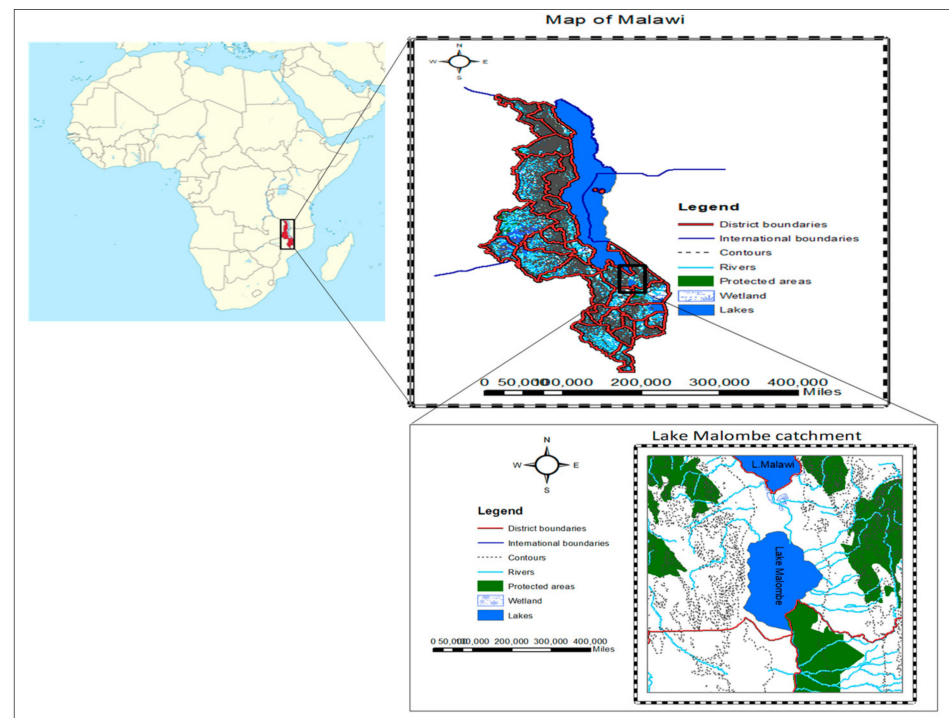 Map of Malawi
N
W E
S
Legend
District boundaries
International boundaries
Contours
Rivers
Protected areas
Wetland
Lakes
0 50,000100,000 200,000 300,000 400,000
Miles
Lake Malombe catchment
N
W E
S
Legend
District boundaries
International boundaries
Contours
Rivers
Protected areas
Wetland
Lakes
0 50,000100,000 200,000 300,000 400,000
Miles
L.Malawi
Lake Malombe